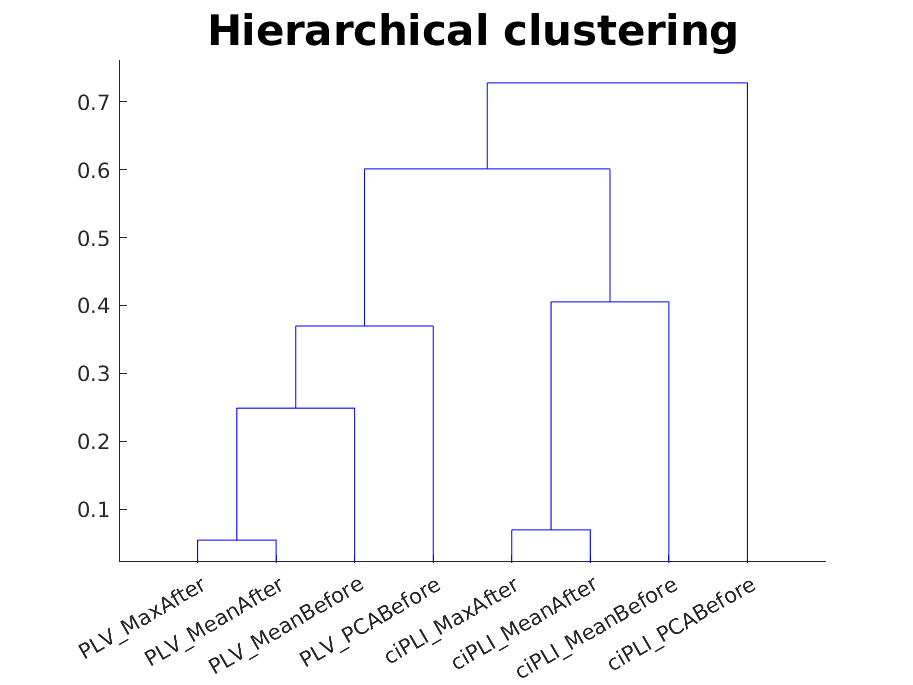 Hierarchical clustering
0.7
0.6
0.5
0.4
0.3
0.2
0.1
PLV_MaxAfter
PLV_MeanAfter
PLV_MeanBefore
PLV_PCABefore
ciPLI_MaxAfter
ciPLI_MeanAfter
ciPLI_MeanBefore
ciPLI_PCABefore